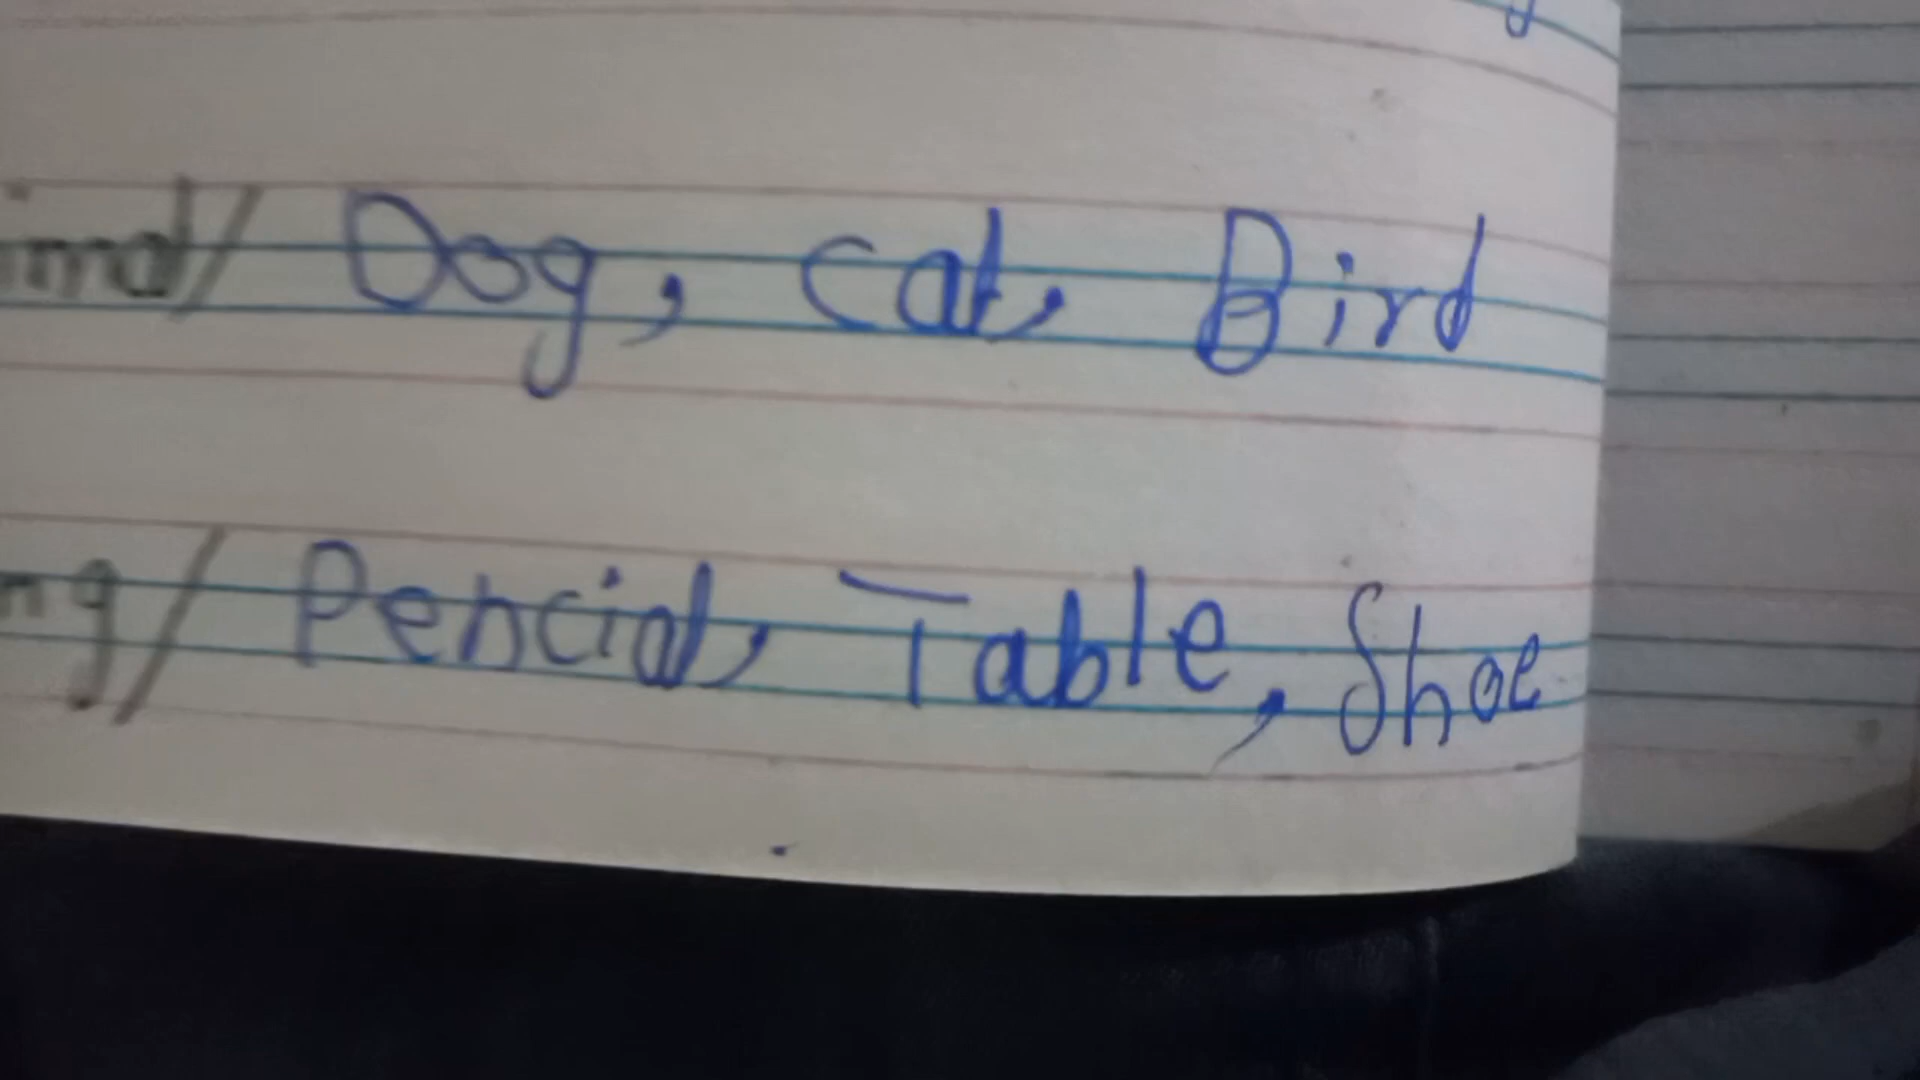 Dog, cat, Bird
Pencial, Table, Shoe